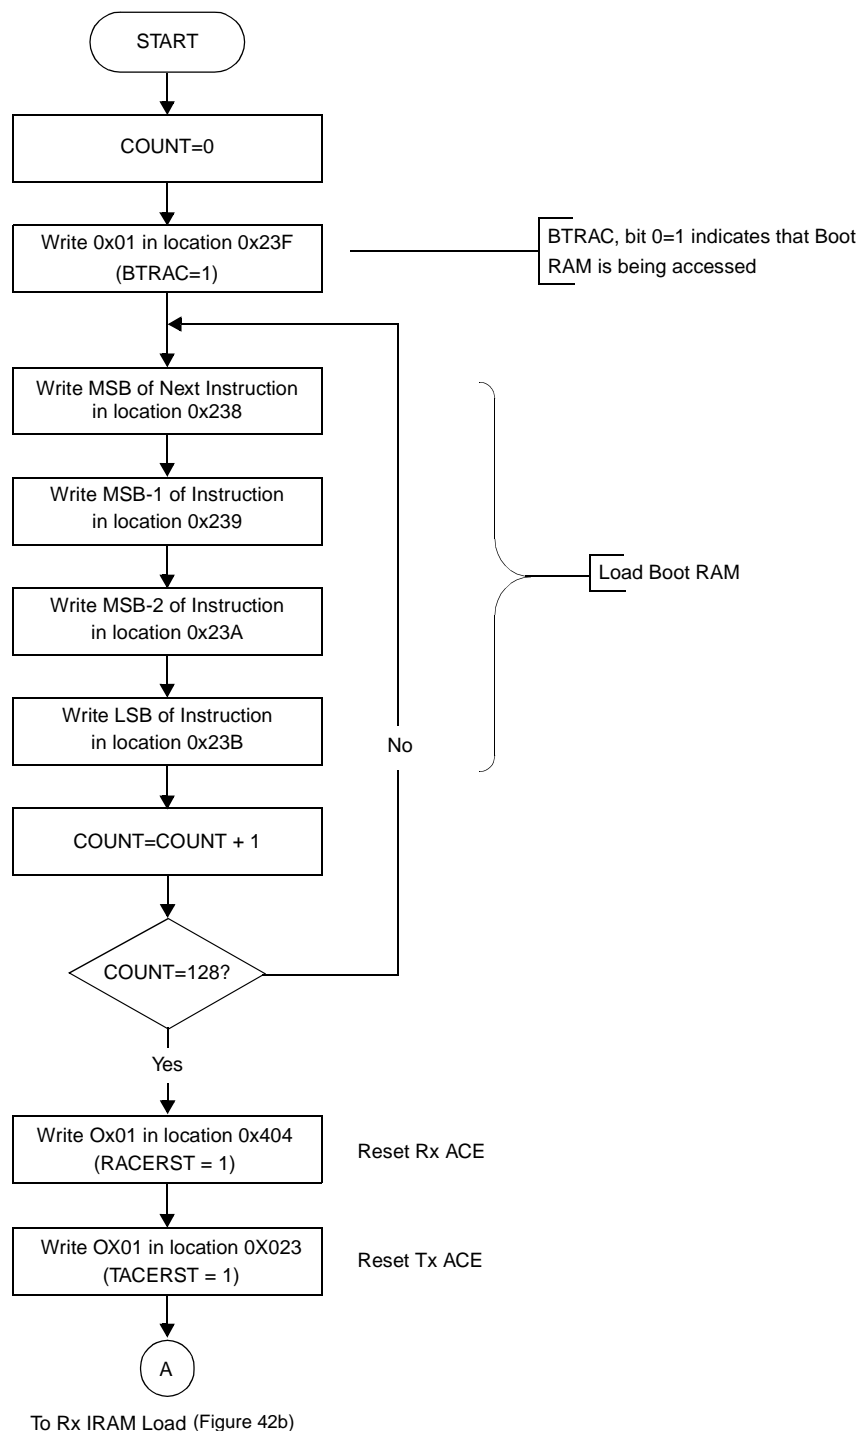 START
COUNT=0
Write 0x01 in location 0x23F
(BTRAC=1)
BTRAC, bit 0=1 indicates that Boot
RAM is being accessed
Write MSB of Next Instruction
in location 0x238
Write MSB-1 of Instruction
in location 0x239
Load Boot RAM
Write MSB-2 of Instruction
in location 0x23A
Write LSB of Instruction
in location 0x23B
No
COUNT=COUNT + 1
COUNT=128?
Yes
Write Ox01 in location 0x404
(RACERST = 1)
Reset Rx ACE
Write OX01 in location 0X023
(TACERST = 1)
Reset Tx ACE
A
To Rx IRAM Load (Figure 42b)